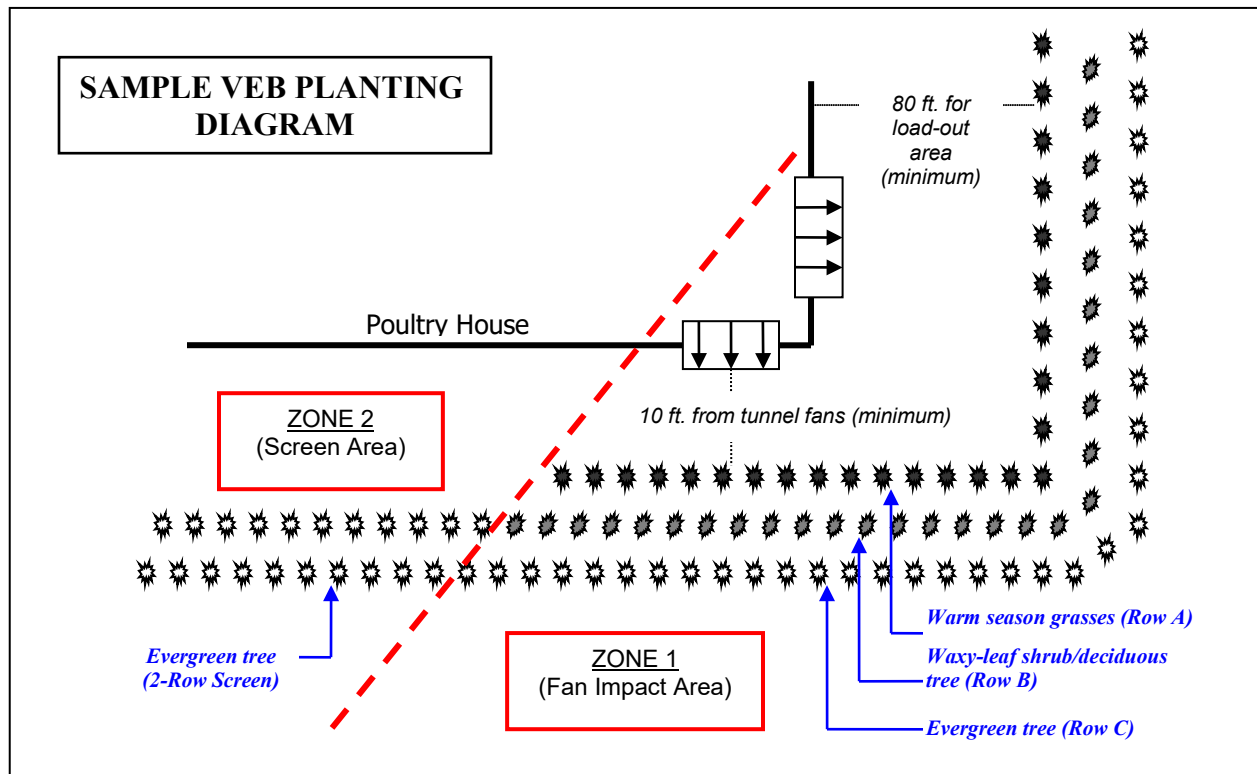 SAMPLE VEB PLANTING
DIAGRAM
80 ft. for
load-out
area
(minimum)
Poultry House
10 ft. from tunnel fans (minimum)
ZONE 2
(Screen Area)
Evergreen tree
(2-Row Screen)
ZONE 1
(Fan Impact Area)
Warm season grasses (Row A)
Waxy-leaf shrub/deciduous
tree (Row B)
Evergreen tree (Row C)